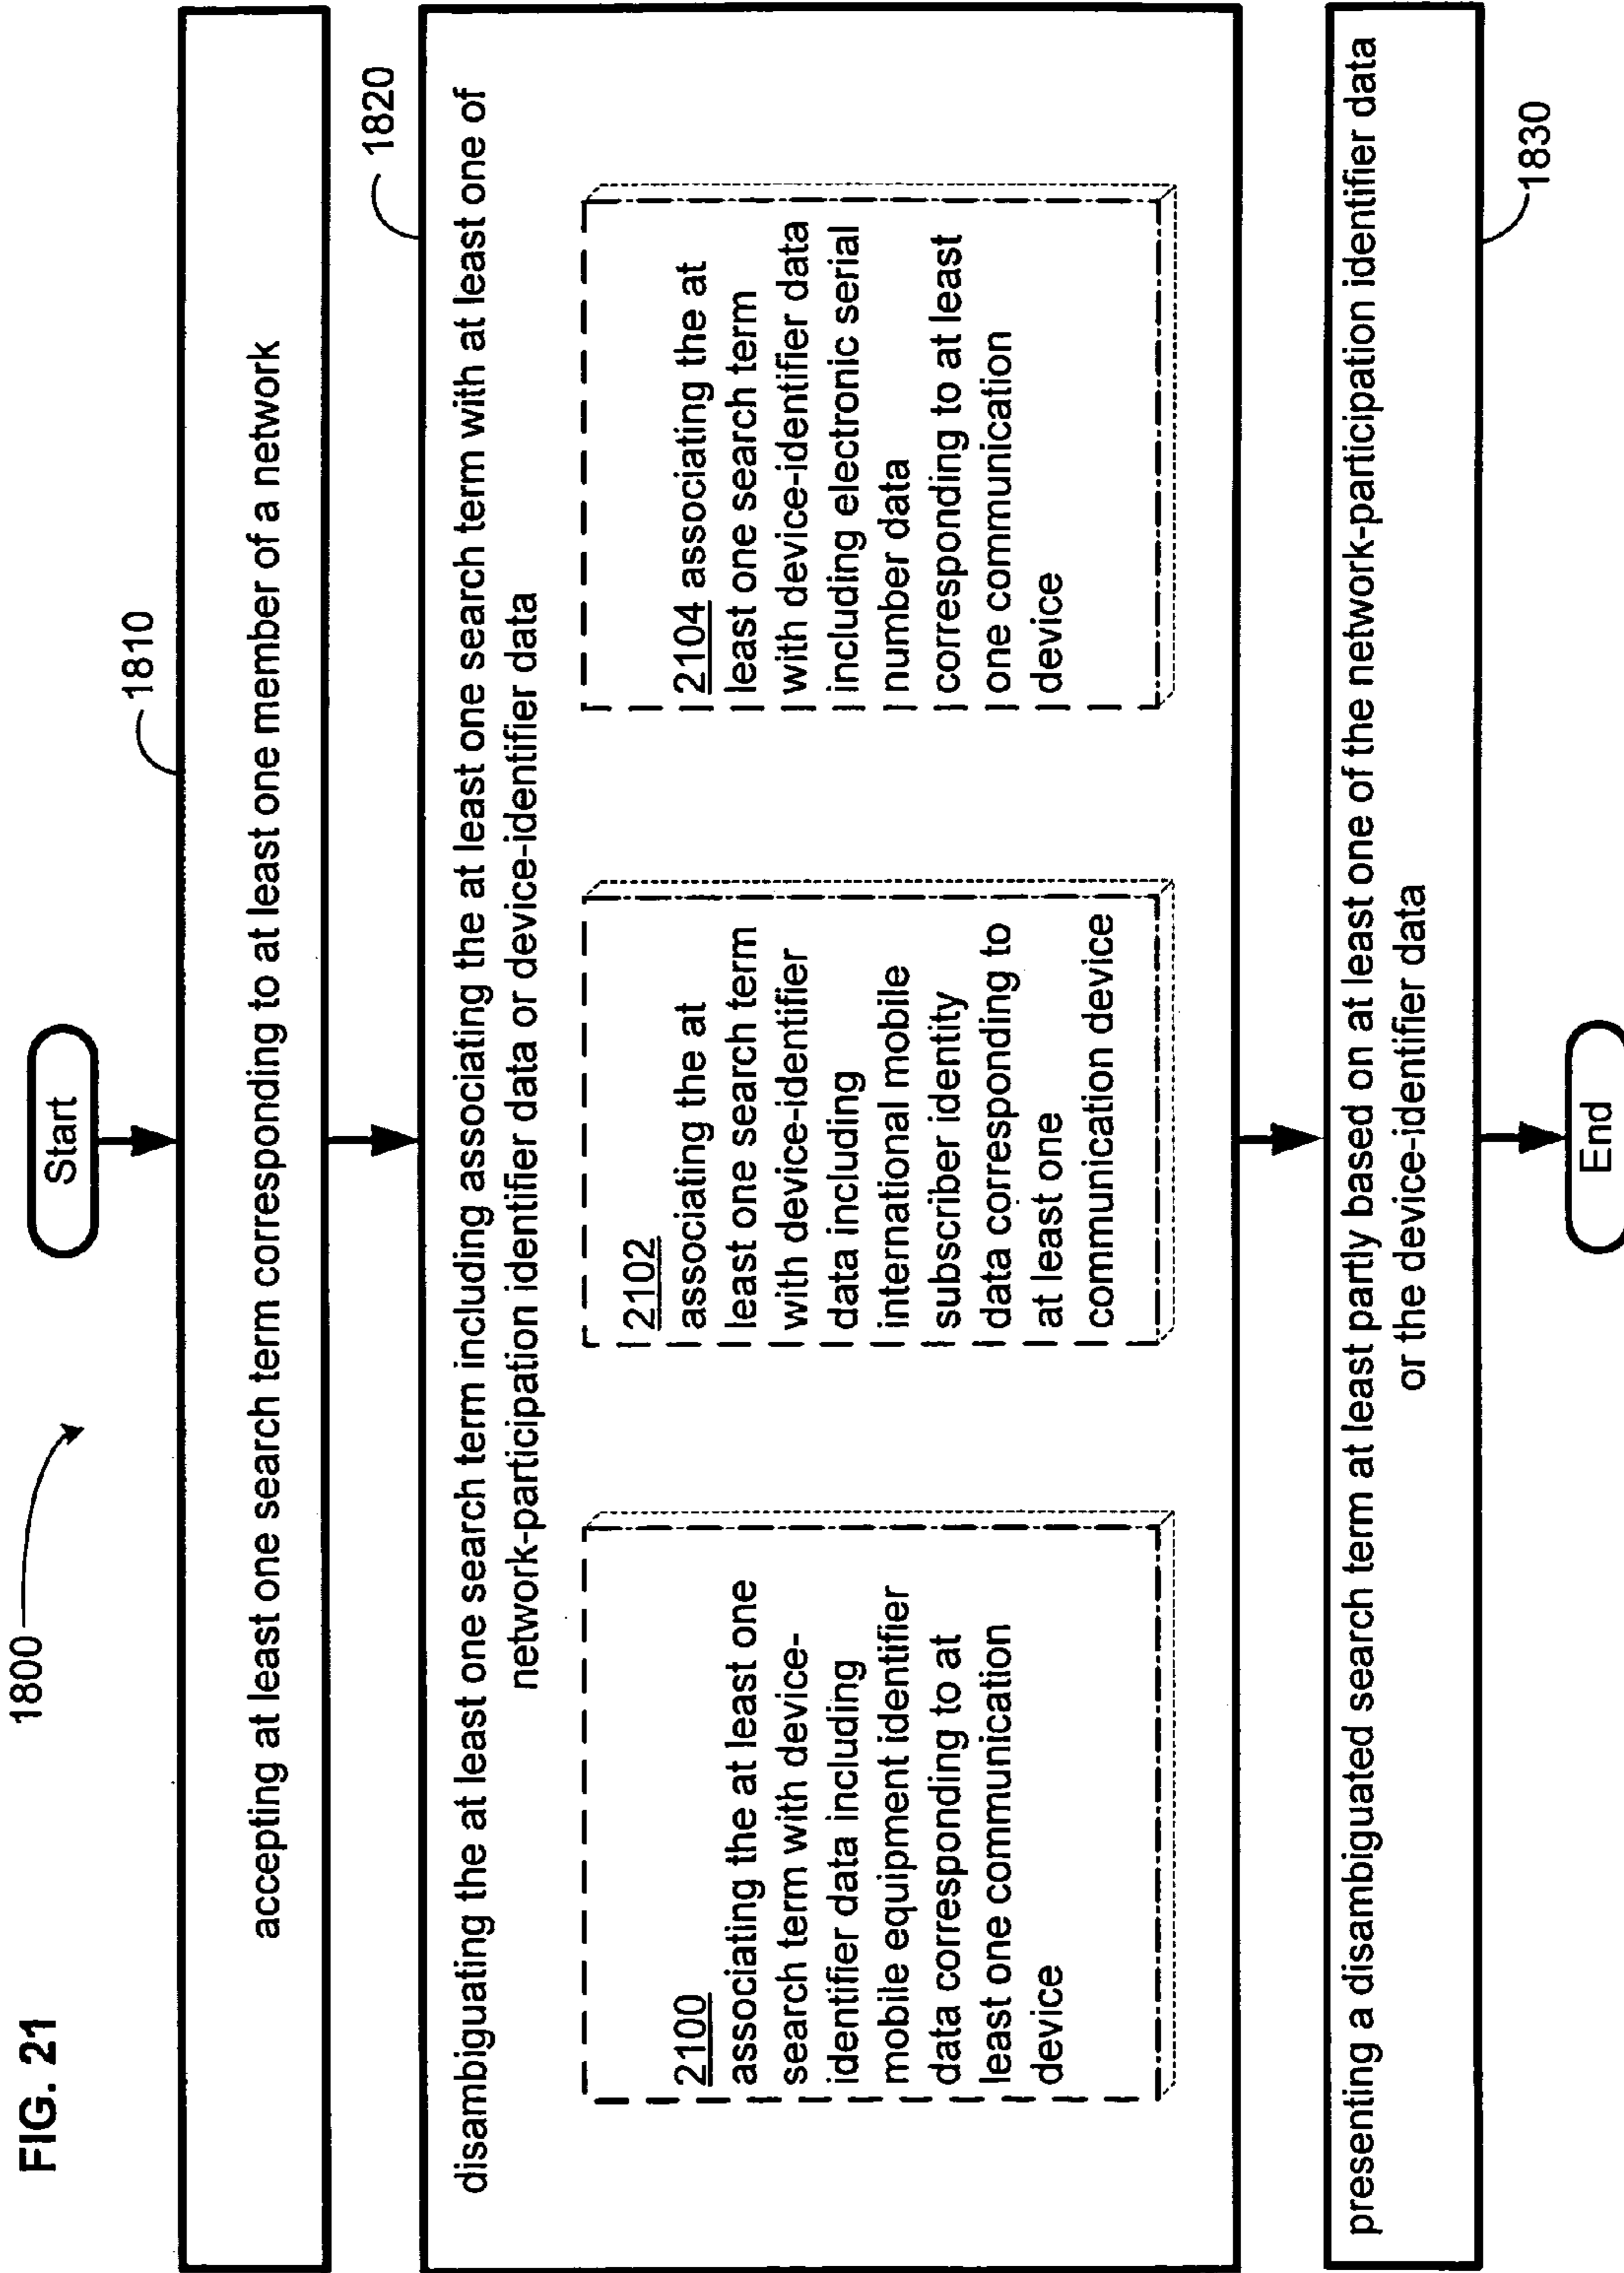 FIG. 21
1800
Start
1810
accepting at least one search term corresponding to at least one member of a network
1820
disambiguating the at least one search term including associating the at least one search term with at least one of
network-participation identifier data or device-identifier data
2100
associating the at least one
search term with device-
identifier data including
mobile equipment identifier
data corresponding to at
least one communication
device
2102
associating the at
least one search term
with device-identifier
data including
international mobile
subscriber identity
data corresponding to
at least one
communication device
2104 associating the at
least one search term
with device-identifier data
including electronic serial
number data
corresponding to at least
one communication
device
presenting a disambiguated search term at least partly based on at least one of the network-participation identifier data
or the device-identifier data
1830
End